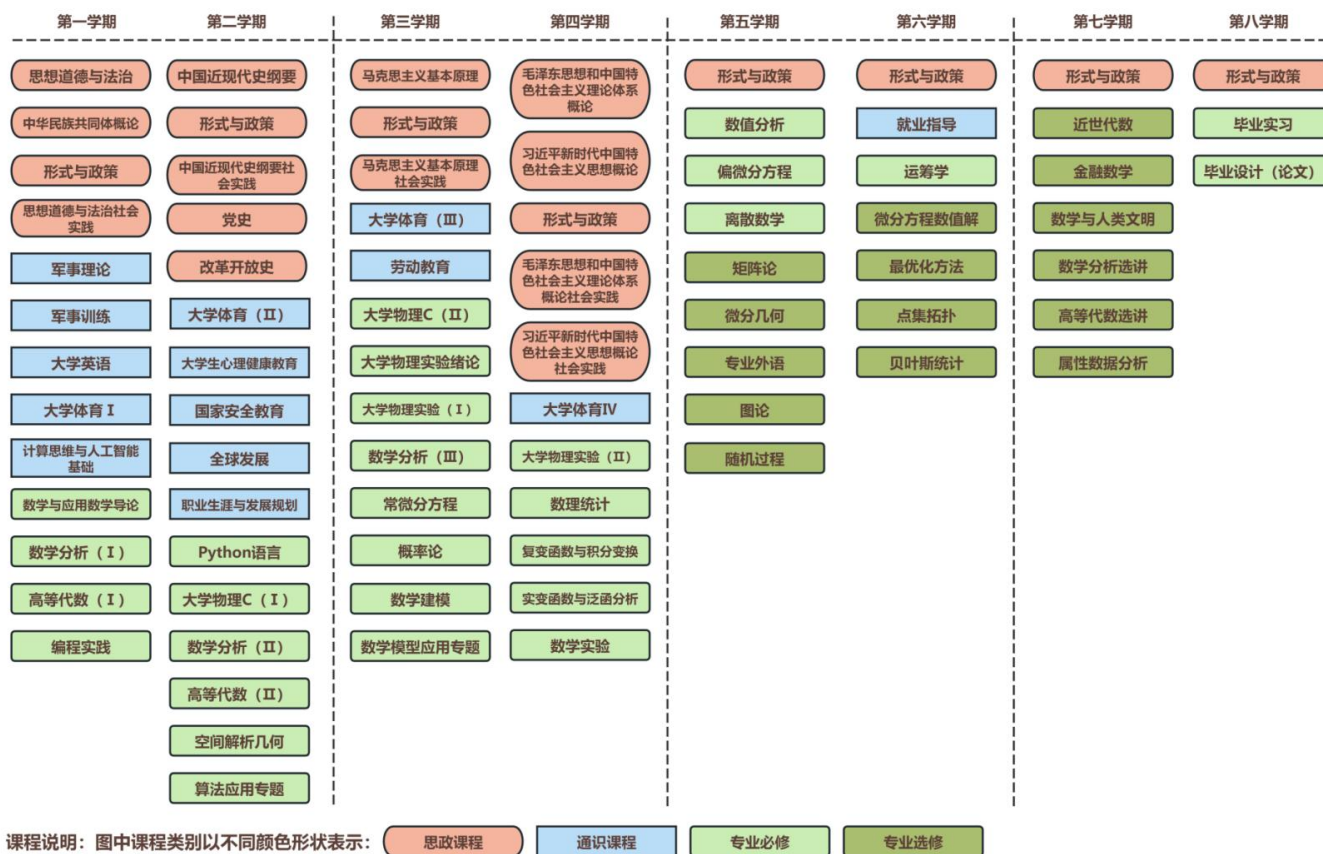 第一学期
第二学期
第三学期
第四学期
第五学期
第六学期
第七学期
第八学期
思想道德与法治
中华民族共同体概论
形式与政策
思想道德与法治社会
实践
军事理论
军事训练
大学英语
大学体育 I
计算思维与人工智能
基础
数学与应用数学导论
数学分析（I）
高等代数（I）
编程实践
中国近现代史纲要
形式与政策
中国近现代史纲要社
会实践
党史
改革开放史
大学体育（II）
大学生心理健康教育
国家安全教育
全球发展
职业生涯与发展规划
Python语言
大学物理C（I）
数学分析（II）
高等代数（II）
空间解析几何
算法应用专题
马克思主义基本原理
形式与政策
马克思主义基本原理
社会实践
大学体育（III）
劳动教育
大学物理C（II）
大学物理实验绪论
大学物理实验（I）
数学分析（III）
常微分方程
概率论
数学建模
数学模型应用专题
毛泽东思想和中国特
色社会主义理论体系
概论
习近平新时代中国特
色社会主义思想概论
形式与政策
毛泽东思想和中国特
色社会主义理论体系
概论社会实践
习近平新时代中国特
色社会主义思想概论
社会实践
大学体育IV
大学物理实验（II）
数理统计
复变函数与积分变换
实变函数与泛函分析
数学实验
形式与政策
数值分析
偏微分方程
离散数学
矩阵论
微分几何
专业外语
图论
随机过程
形式与政策
就业指导
运筹学
微分方程数值解
最优化方法
点集拓扑
贝叶斯统计
形式与政策
近世代数
金融数学
数学与人类文明
数学分析选讲
高等代数选讲
属性数据分析
形式与政策
毕业实习
毕业设计（论文）
课程说明：图中课程类别以不同颜色形状表示：
思政课程
通识课程
专业必修
专业选修